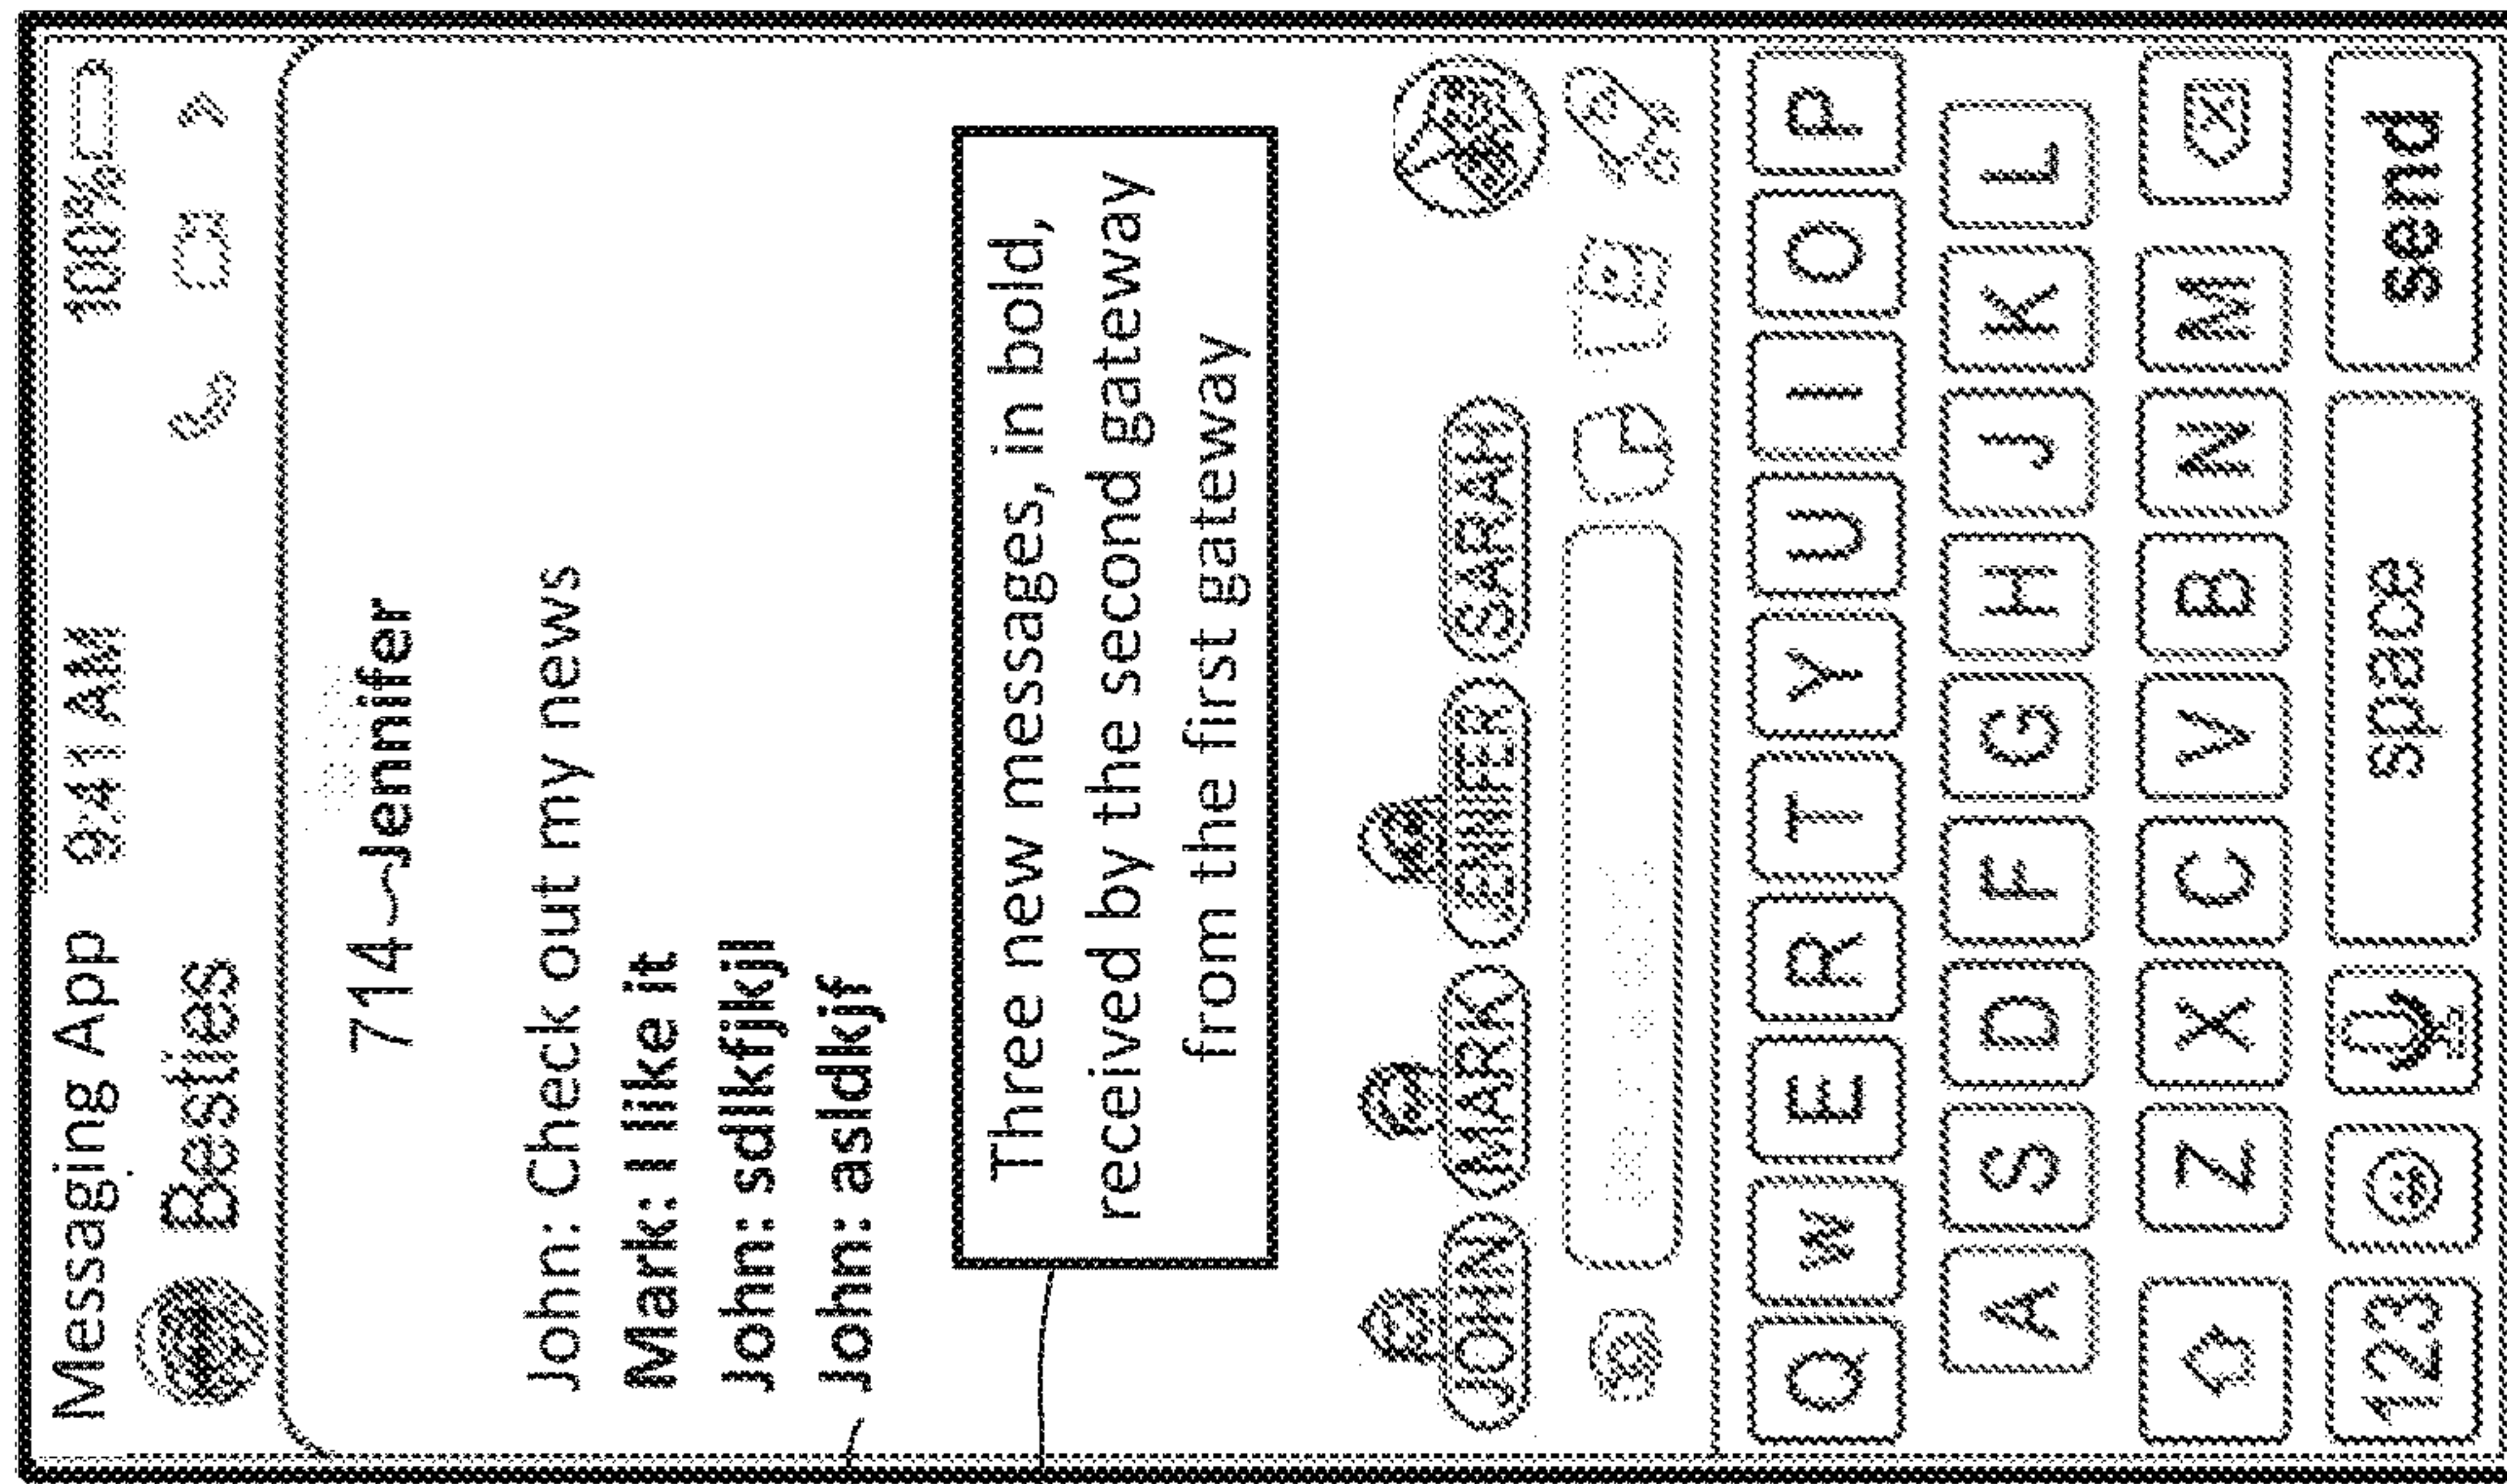 Messaging App 9:41 AM 100%
Besties
714 Jennifer
John: Check out my news
Mark: I like it
John: sdlkfjlkjl
John: asldkjf
Three new messages, in bold,
received by the second gateway
from the first gateway
JOHN MARK ENIFER SARAH
Q W E R T Y U I O P
A S D F G H J K L
Z X C V B N M
123 space send